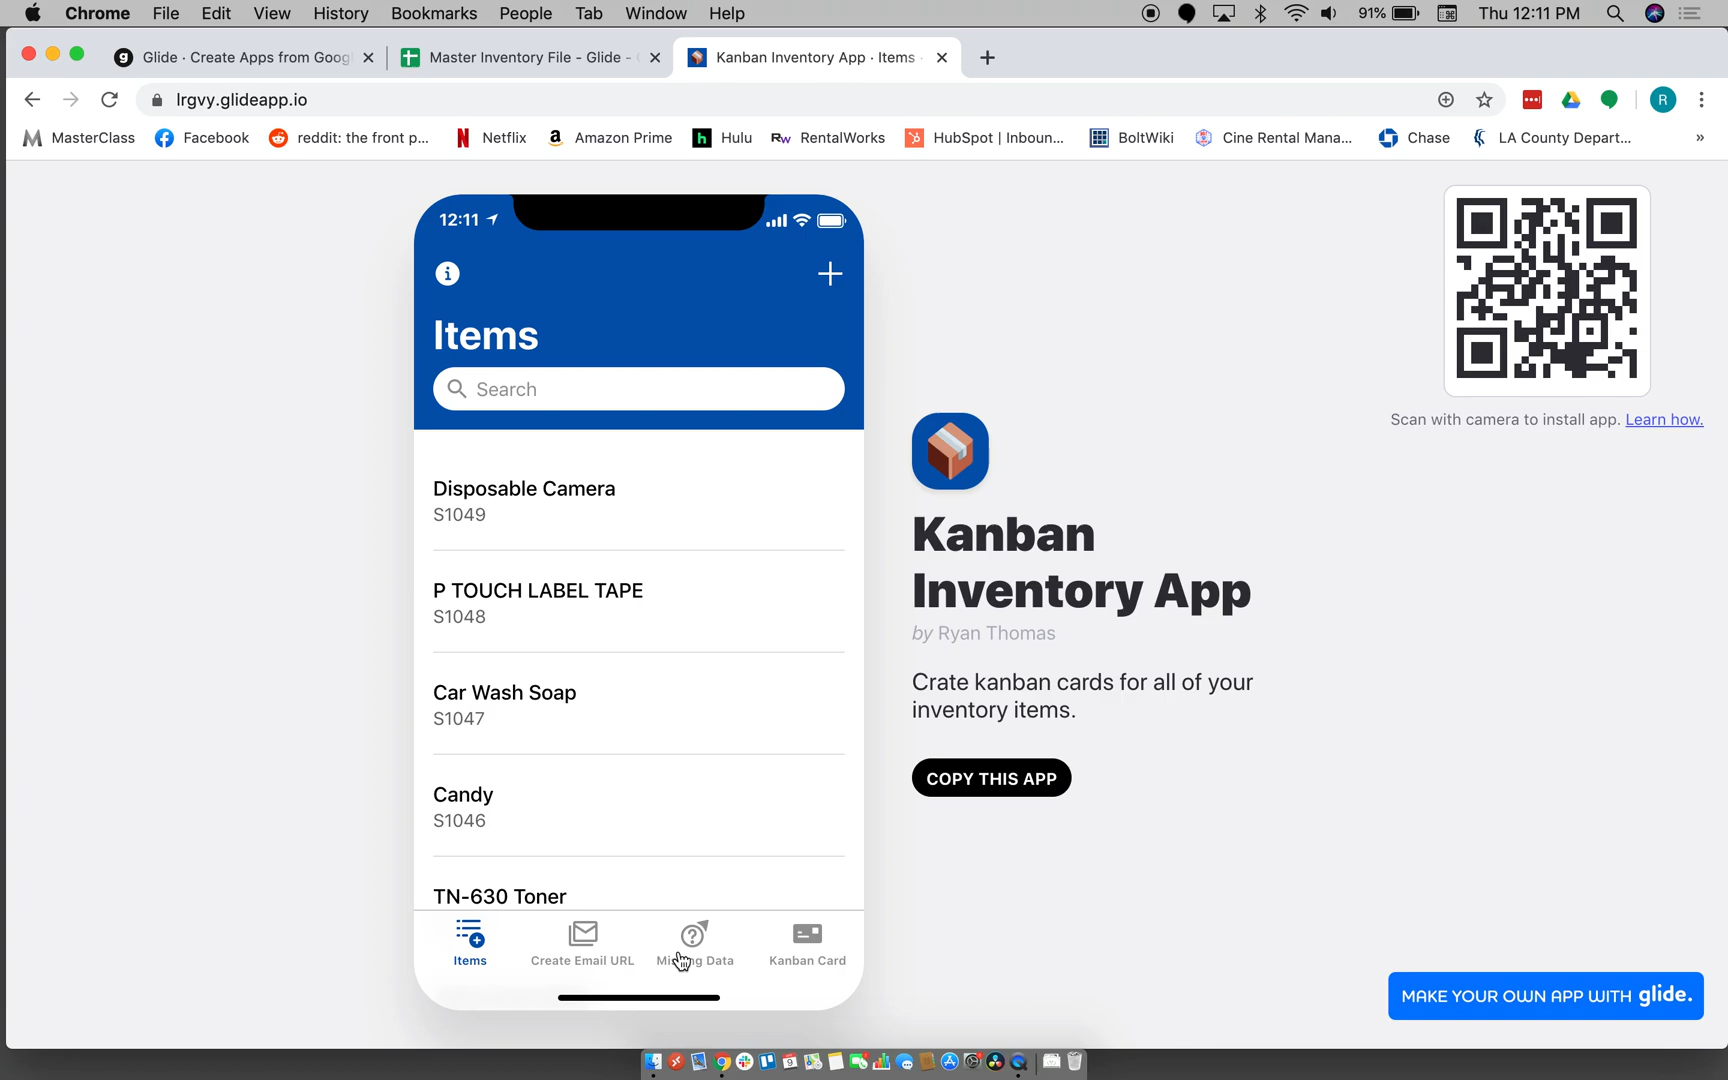 Chrome File Edit View History Bookmarks People Tab Window Help 91% Thu 12:11 PM
Glide · Create Apps from Goog Master Inventory File - Glide - Kanban Inventory App · Items
lrgvy.glideapp.io R
MasterClass Facebook reddit: the front p... Netflix Amazon Prime Hulu RentalWorks HubSpot | Inboun... BoltWiki Cine Rental Mana... Chase LA County Depart... »
12:11
Items
Search
Disposable Camera
S1049
P TOUCH LABEL TAPE
S1048
Car Wash Soap
S1047
Candy
S1046
TN-630 Toner
Items Create Email URL Data Kanban Card
Scan with camera to install app. Learn how.
Kanban
Inventory App
by Ryan Thomas
Crate kanban cards for all of your
inventory items.
COPY THIS APP
MAKE YOUR OWN APP WITH glide.